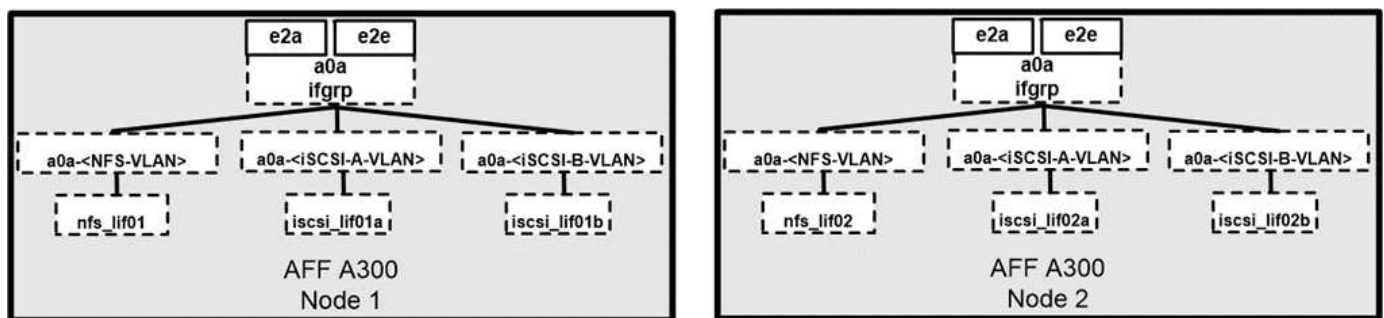 e2a e2e
a0a
ifgrp
a0a-<NFS-VLAN> a0a-<iSCSI-A-VLAN> a0a-<iSCSI-B-VLAN>
nfs_lif01 iscsi_lif01a iscsi_lif01b
AFF A300
Node 1
e2a e2e
a0a
ifgrp
a0a-<NFS-VLAN> a0a-<iSCSI-A-VLAN> a0a-<iSCSI-B-VLAN>
nfs_lif02 iscsi_lif02a iscsi_lif02b
AFF A300
Node 2